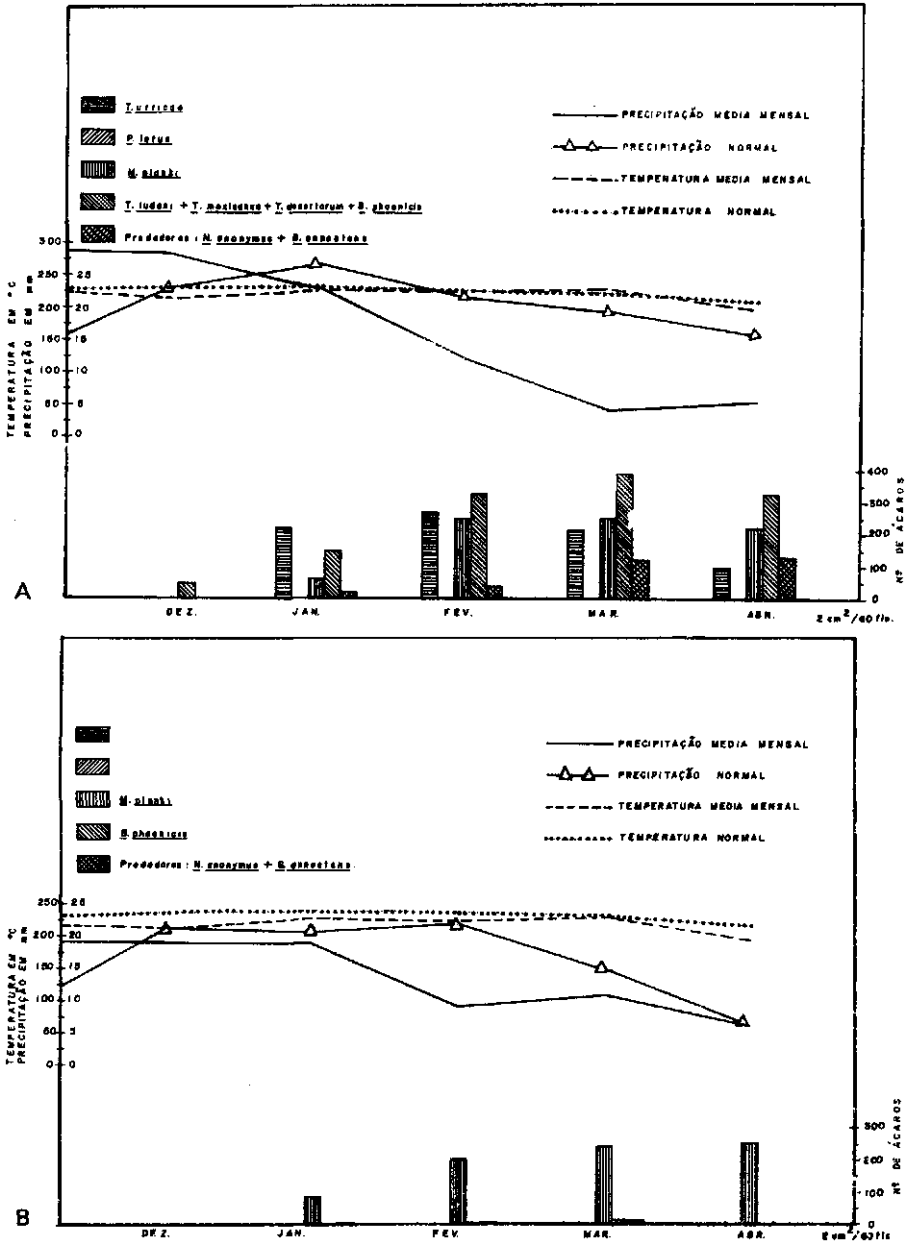 T. urticae
P. latus
M. planki
T. ludeni + T. mexicanus + T. desertorum + B. phoenicis
Predadores: N. anonymus + B. annectens
PRECIPITAÇÃO MEDIA MENSAL
PRECIPITAÇÃO NORMAL
TEMPERATURA MEDIA MENSAL
TEMPERATURA NORMAL
TEMPERATURA EM °C
PRECIPITAÇÃO EM mm
300
250 25
200 20
150 15
100 10
50 5
0 0
400
300
200
100
0
Nº DE ÁCAROS
A
DEZ. JAN. FEV. MAR. ABR. 2 cm²/60 fls.
M. planki
B. phoenicis
Predadores: N. anonymus + B. annectens
PRECIPITAÇÃO MEDIA MENSAL
PRECIPITAÇÃO NORMAL
TEMPERATURA MEDIA MENSAL
TEMPERATURA NORMAL
TEMPERATURA EM °C
PRECIPITAÇÃO EM mm
250 25
200 20
150 15
100 10
50 5
0 0
300
200
100
0
Nº DE ÁCAROS
B
DEZ. JAN. FEV. MAR. ABR. 2 cm²/60 fls